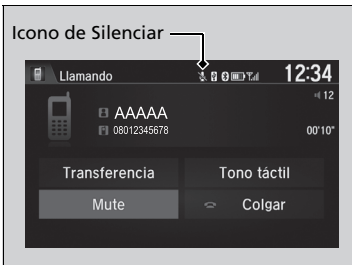 Icono de Silenciar
Llamando 12:34
12
AAAAA
08012345678 00'10"
Transferencia Tono táctil
Mute Colgar